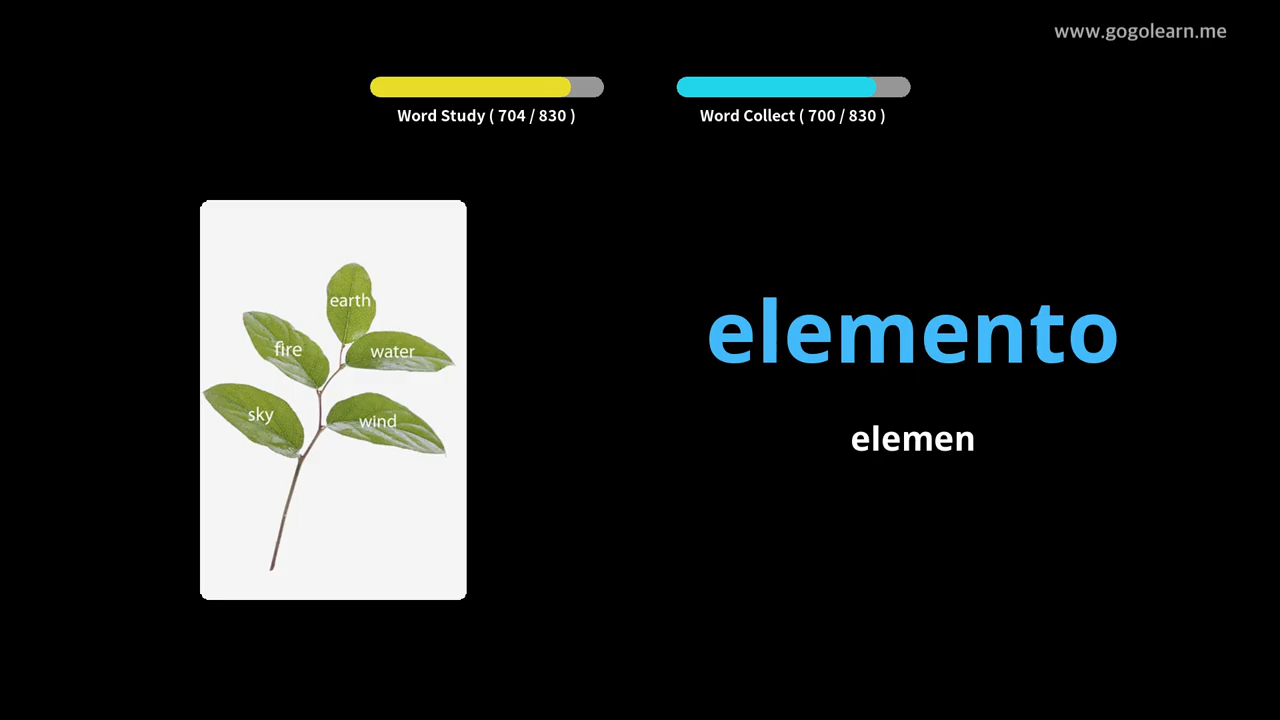 www.gogolearn.me
Word Study ( 704 / 830 )
Word Collect ( 700 / 830 )
earth
fire
water
sky
wind
elemento
elemen